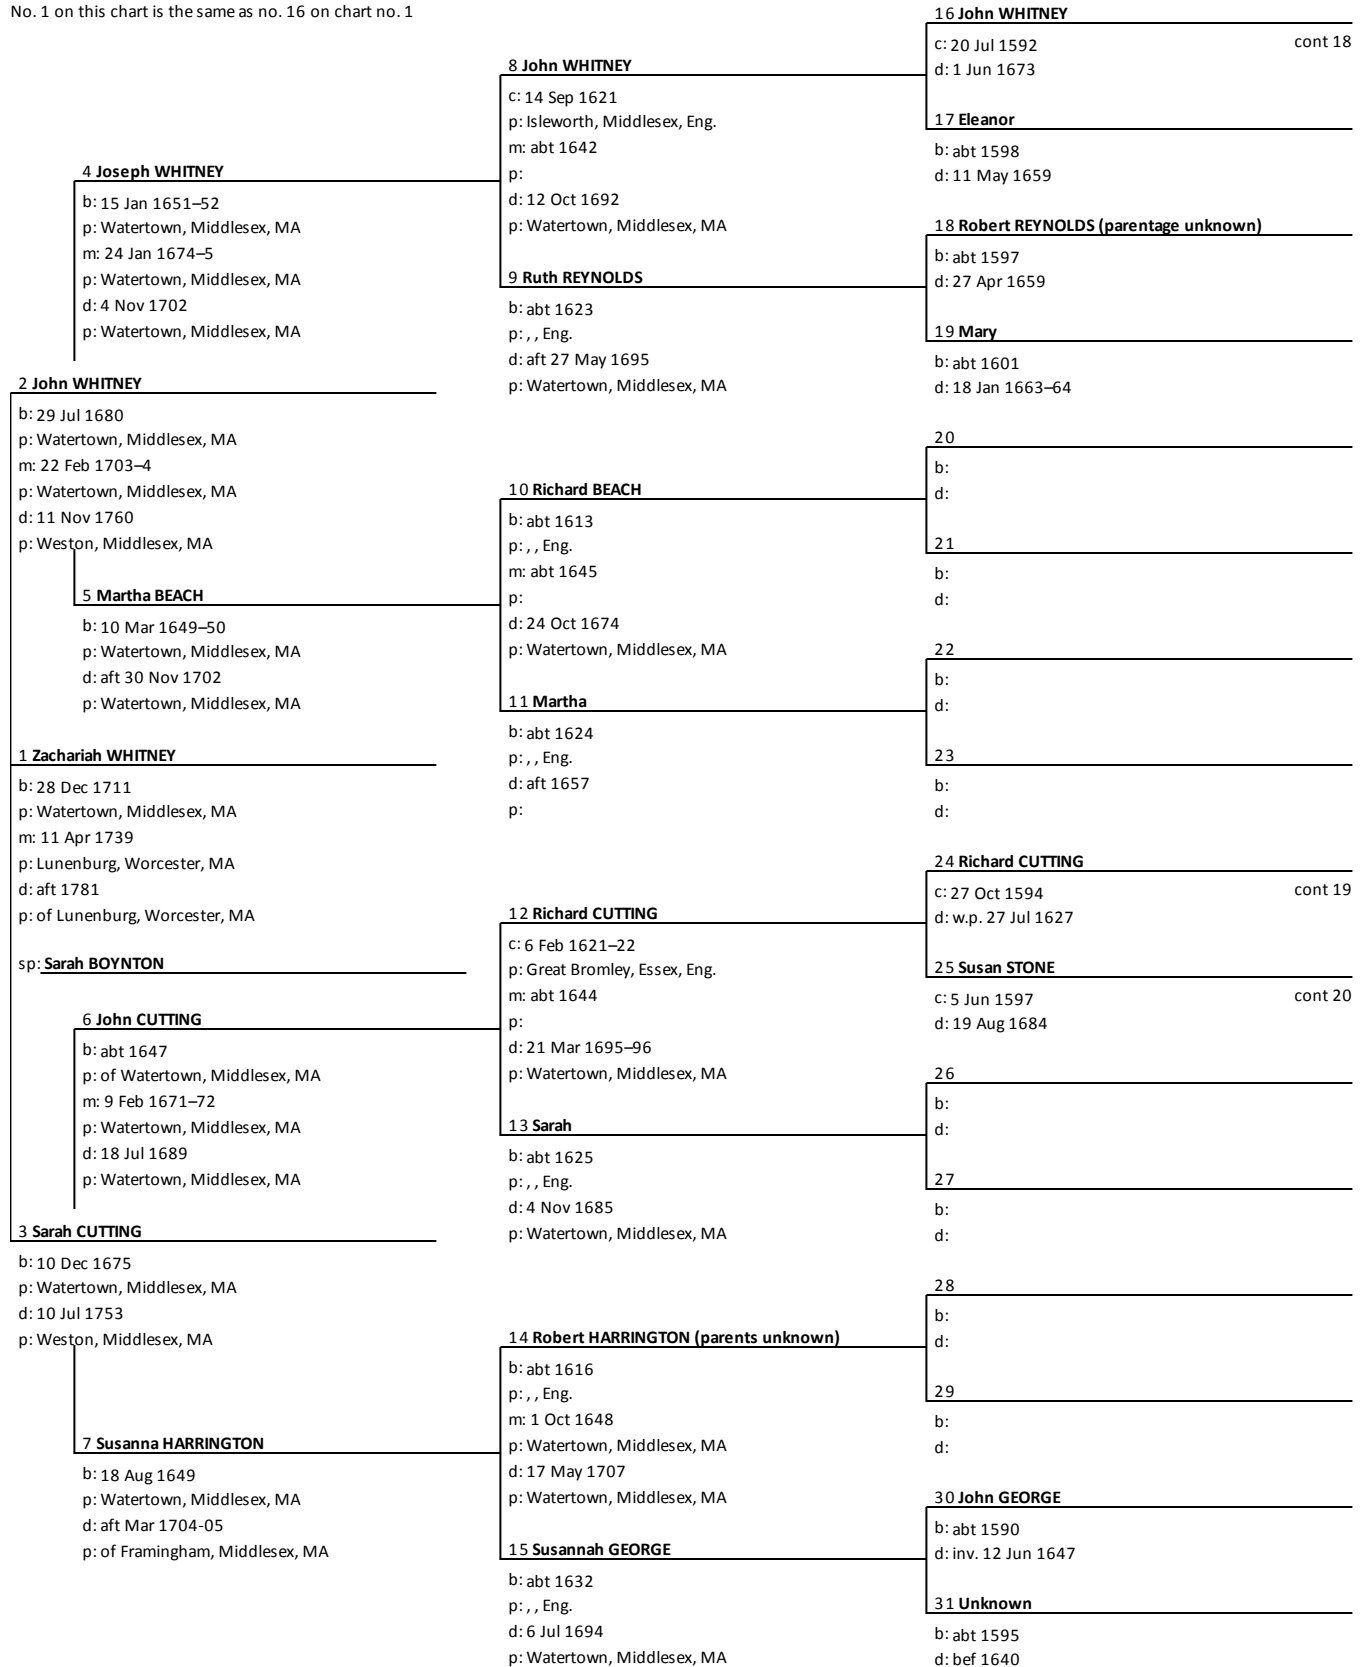 No. 1 on this chart is the same as no. 16 on chart no. 1
2 John WHITNEY
b: 29 Jul 1680
p: Watertown, Middlesex, MA
m: 22 Feb 1703–4
p: Watertown, Middlesex, MA
d: 11 Nov 1760
p: Weston, Middlesex, MA
1 Zachariah WHITNEY
b: 28 Dec 1711
p: Watertown, Middlesex, MA
m: 11 Apr 1739
p: Lunenburg, Worcester, MA
d: aft 1781
p: of Lunenburg, Worcester, MA
sp: Sarah BOYNTON
3 Sarah CUTTING
b: 10 Dec 1675
p: Watertown, Middlesex, MA
d: 10 Jul 1753
p: Weston, Middlesex, MA
4 Joseph WHITNEY
b: 15 Jan 1651–52
p: Watertown, Middlesex, MA
m: 24 Jan 1674–5
p: Watertown, Middlesex, MA
d: 4 Nov 1702
p: Watertown, Middlesex, MA
5 Martha BEACH
b: 10 Mar 1649–50
p: Watertown, Middlesex, MA
d: aft 30 Nov 1702
p: Watertown, Middlesex, MA
6 John CUTTING
b: abt 1647
p: of Watertown, Middlesex, MA
m: 9 Feb 1671–72
p: Watertown, Middlesex, MA
d: 18 Jul 1689
p: Watertown, Middlesex, MA
7 Susanna HARRINGTON
b: 18 Aug 1649
p: Watertown, Middlesex, MA
d: aft Mar 1704-05
p: of Framingham, Middlesex, MA
8 John WHITNEY
c: 14 Sep 1621
p: Isleworth, Middlesex, Eng.
m: abt 1642
p:
d: 12 Oct 1692
p: Watertown, Middlesex, MA
9 Ruth REYNOLDS
b: abt 1623
p: , , Eng.
d: aft 27 May 1695
p: Watertown, Middlesex, MA
10 Richard BEACH
b: abt 1613
p: , , Eng.
m: abt 1645
p:
d: 24 Oct 1674
p: Watertown, Middlesex, MA
11 Martha
b: abt 1624
p: , , Eng.
d: aft 1657
p:
12 Richard CUTTING
c: 6 Feb 1621–22
p: Great Bromley, Essex, Eng.
m: abt 1644
p:
d: 21 Mar 1695–96
p: Watertown, Middlesex, MA
13 Sarah
b: abt 1625
p: , , Eng.
d: 4 Nov 1685
p: Watertown, Middlesex, MA
14 Robert HARRINGTON (parents unknown)
b: abt 1616
p: , , Eng.
m: 1 Oct 1648
p: Watertown, Middlesex, MA
d: 17 May 1707
p: Watertown, Middlesex, MA
15 Susannah GEORGE
b: abt 1632
p: , , Eng.
d: 6 Jul 1694
p: Watertown, Middlesex, MA
16 John WHITNEY
c: 20 Jul 1592 cont 18
d: 1 Jun 1673
17 Eleanor
b: abt 1598
d: 11 May 1659
18 Robert REYNOLDS (parentage unknown)
b: abt 1597
d: 27 Apr 1659
19 Mary
b: abt 1601
d: 18 Jan 1663–64
20
b:
d:
21
b:
d:
22
b:
d:
23
b:
d:
24 Richard CUTTING
c: 27 Oct 1594 cont 19
d: w.p. 27 Jul 1627
25 Susan STONE
c: 5 Jun 1597 cont 20
d: 19 Aug 1684
26
b:
d:
27
b:
d:
28
b:
d:
29
b:
d:
30 John GEORGE
b: abt 1590
d: inv. 12 Jun 1647
31 Unknown
b: abt 1595
d: bef 1640